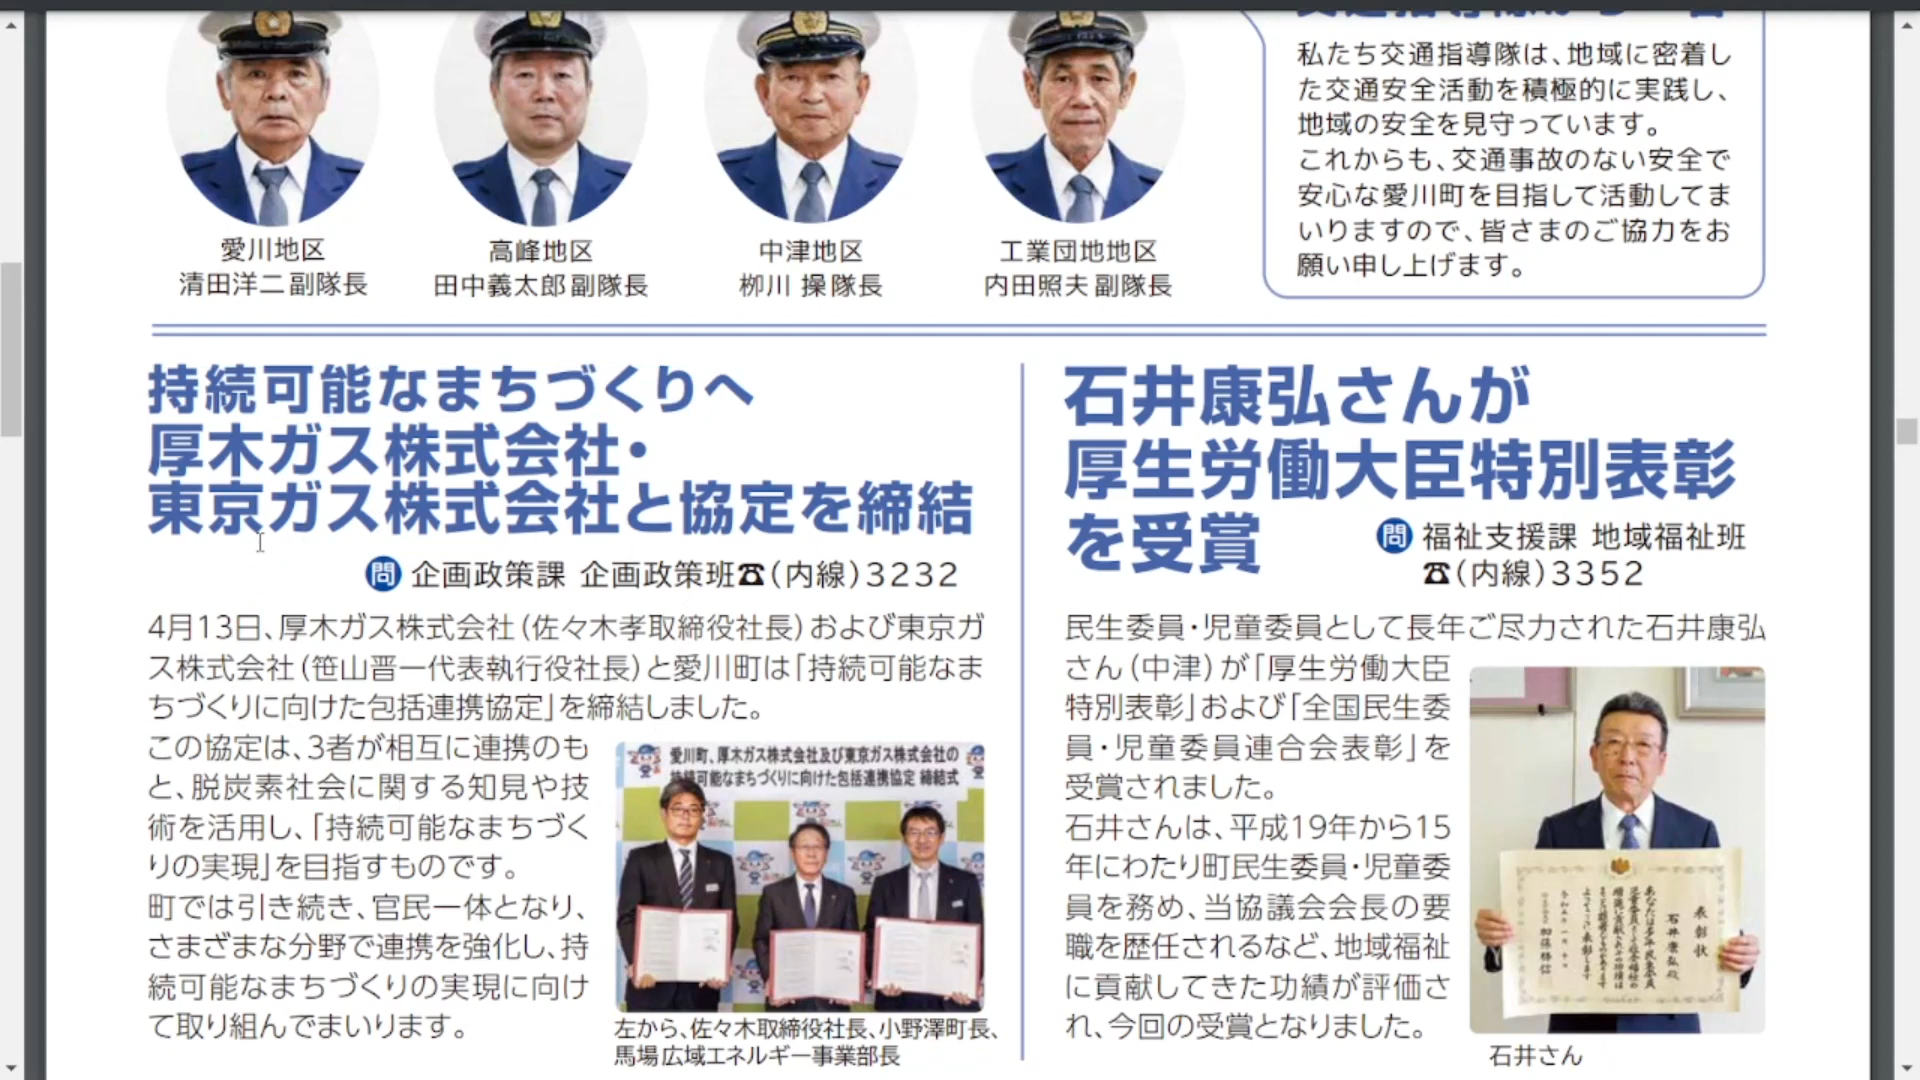 愛川地区
清田洋二副隊長
高峰地区
田中義太郎副隊長
中津地区
栁川 操隊長
工業団地地区
内田照夫副隊長
私たち交通指導隊は、地域に密着し
た交通安全活動を積極的に実践し、
地域の安全を見守っています。
これからも、交通事故のない安全で
安心な愛川町を目指して活動してま
いりますので、皆さまのご協力をお
願い申し上げます。
持続可能なまちづくりへ
厚木ガス株式会社・
東京ガス株式会社と協定を締結
問 企画政策課 企画政策班☎(内線)3232
4月13日、厚木ガス株式会社(佐々木孝取締役社長)および東京ガ
ス株式会社(笹山晋一代表執行役社長)と愛川町は「持続可能なま
ちづくりに向けた包括連携協定」を締結しました。
この協定は、3者が相互に連携のも
と、脱炭素社会に関する知見や技
術を活用し、「持続可能なまちづく
りの実現」を目指すものです。
町では引き続き、官民一体となり、
さまざまな分野で連携を強化し、持
続可能なまちづくりの実現に向け
て取り組んでまいります。
愛川町、厚木ガス株式会社及び東京ガス株式会社の
持続可能なまちづくりに向けた包括連携協定 締結式
左から、佐々木取締役社長、小野澤町長、
馬場広域エネルギー事業部長
石井康弘さんが
厚生労働大臣特別表彰
を受賞
問 福祉支援課 地域福祉班
☎(内線)3352
民生委員・児童委員として長年ご尽力された石井康弘
さん(中津)が「厚生労働大臣
特別表彰」および「全国民生委
員・児童委員連合会表彰」を
受賞されました。
石井さんは、平成19年から15
年にわたり町民生委員・児童委
員を務め、当協議会会長の要
職を歴任されるなど、地域福祉
に貢献してきた功績が評価さ
れ、今回の受賞となりました。
表彰状
石井康弘殿
石井さん